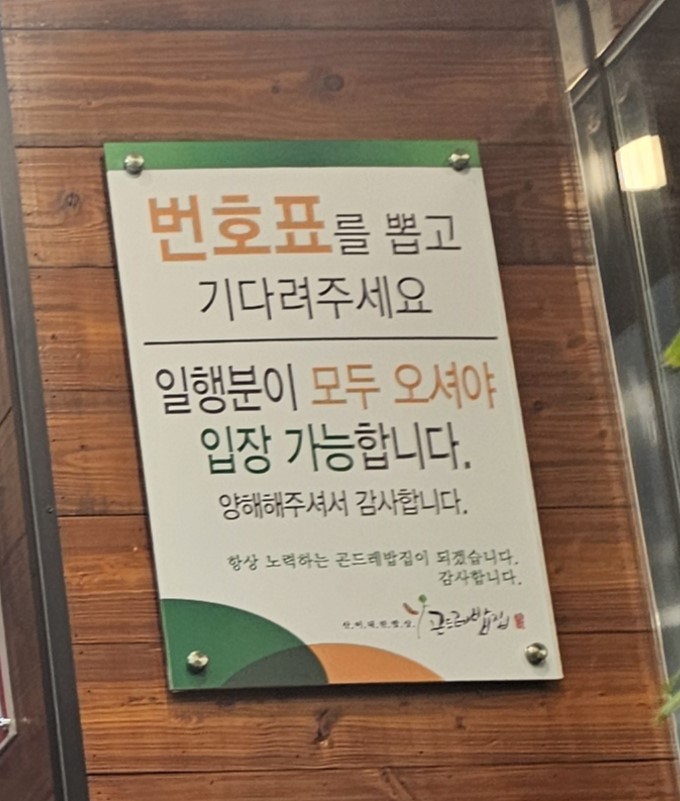 번호표를 뽑고
기다려주세요
일행분이 모두 오셔야
입장 가능합니다.
양해해주셔서 감사합니다.
항상 노력하는 곤드레밥집이 되겠습니다.
감사합니다.
곤드레밥집